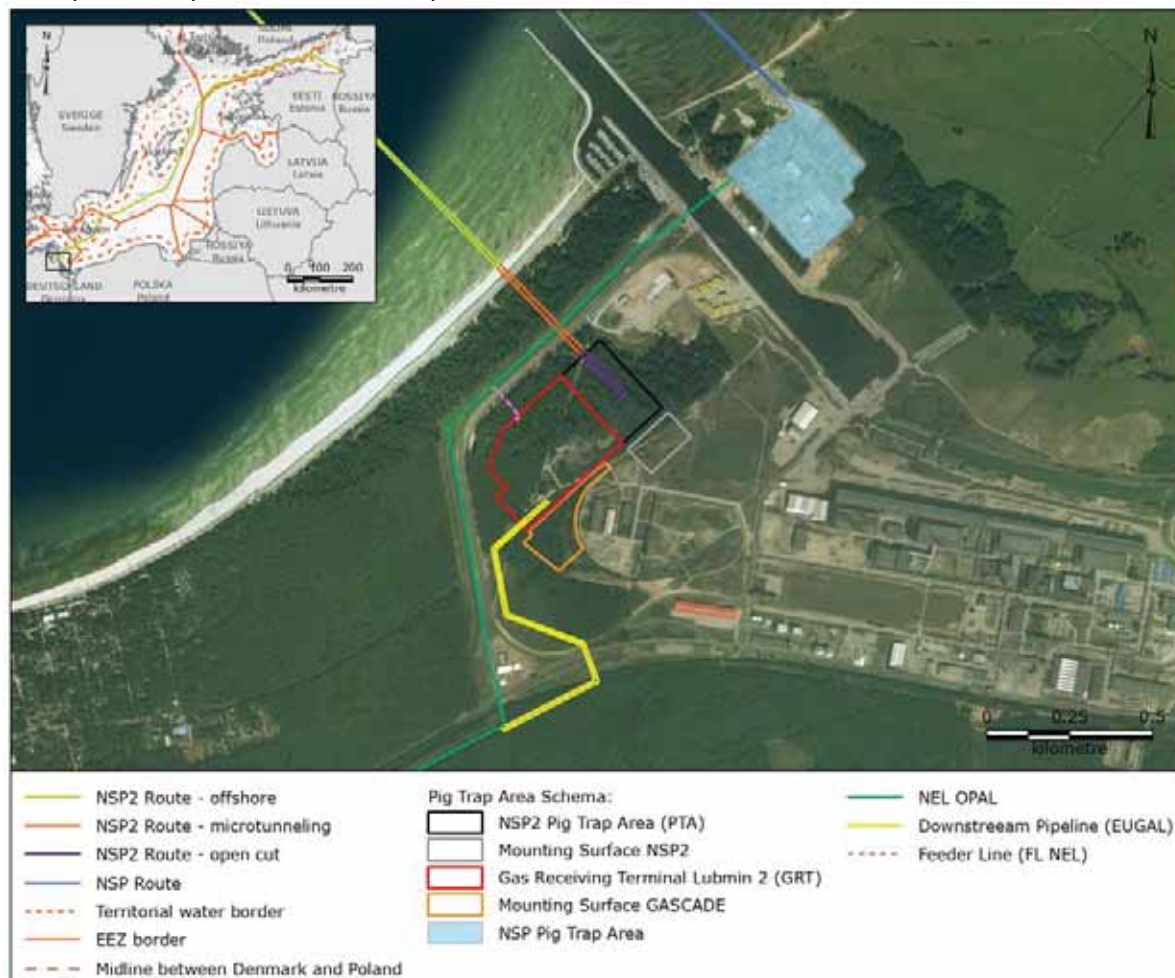 N
SVERIGE
Sweden
EESTI
Estonia
ROSSIYA
Russia
LATVIJA
Latvia
LIETUVA
Lithuania
ROSSIYA
Russia
POLSKA
Poland
DEUTSCHLAND
0 100 200
kilometre
N
0 0.25 0.5
kilometre
NSP2 Route - offshore
NSP2 Route - microtunneling
NSP2 Route - open cut
NSP Route
Territorial water border
EEZ border
Midline between Denmark and Poland
Pig Trap Area Schema:
NSP2 Pig Trap Area (PTA)
Mounting Surface NSP2
Gas Receiving Terminal Lubmin 2 (GRT)
Mounting Surface GASCADE
NSP Pig Trap Area
NEL OPAL
Downstreeam Pipeline (EUGAL)
Feeder Line (FL NEL)